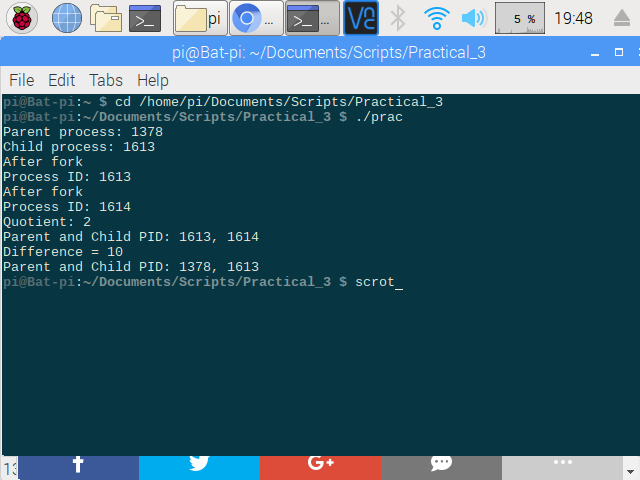 pi ... ... 5 % 19:48
pi@Bat-pi: ~/Documents/Scripts/Practical_3
File Edit Tabs Help
pi@Bat-pi:~ $ cd /home/pi/Documents/Scripts/Practical_3
pi@Bat-pi:~/Documents/Scripts/Practical_3 $ ./prac
Parent process: 1378
Child process: 1613
After fork
Process ID: 1613
After fork
Process ID: 1614
Quotient: 2
Parent and Child PID: 1613, 1614
Difference = 10
Parent and Child PID: 1378, 1613
pi@Bat-pi:~/Documents/Scripts/Practical_3 $ scrot_
G+